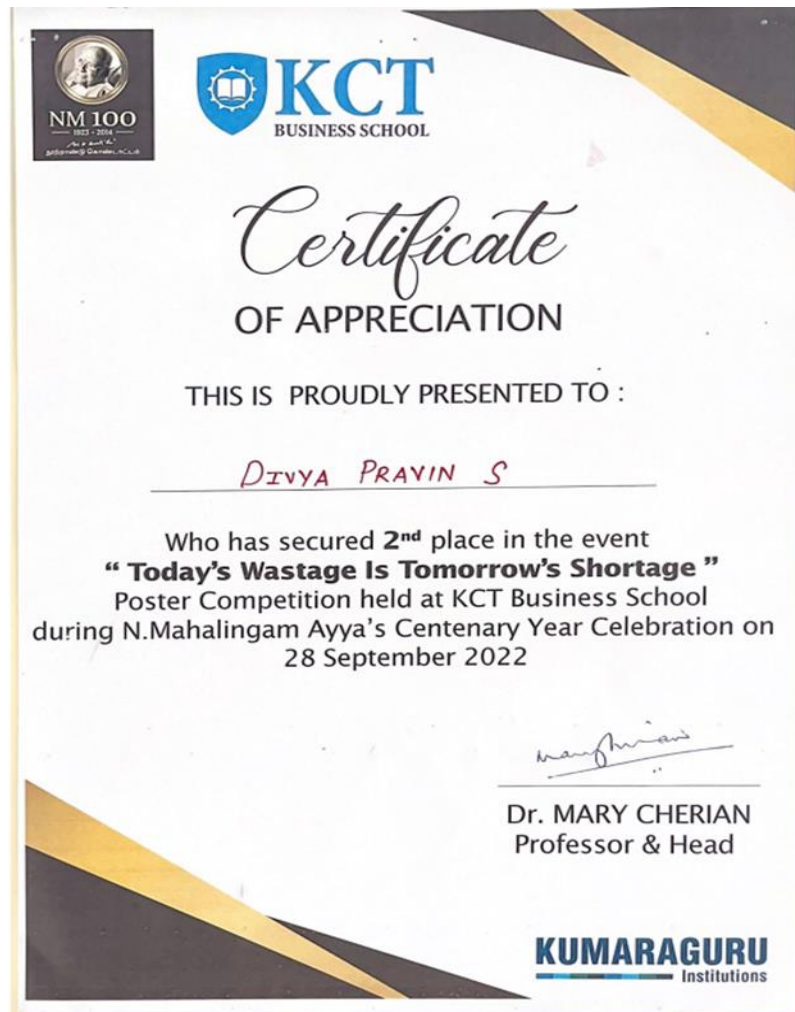 NM 100
1923 - 2014
KCT
BUSINESS SCHOOL
Certificate
OF APPRECIATION
THIS IS PROUDLY PRESENTED TO :
DIVYA PRAVIN S
Who has secured 2nd place in the event
“ Today's Wastage Is Tomorrow's Shortage ”
Poster Competition held at KCT Business School
during N.Mahalingam Ayya's Centenary Year Celebration on
28 September 2022
Dr. MARY CHERIAN
Professor & Head
KUMARAGURU
Institutions